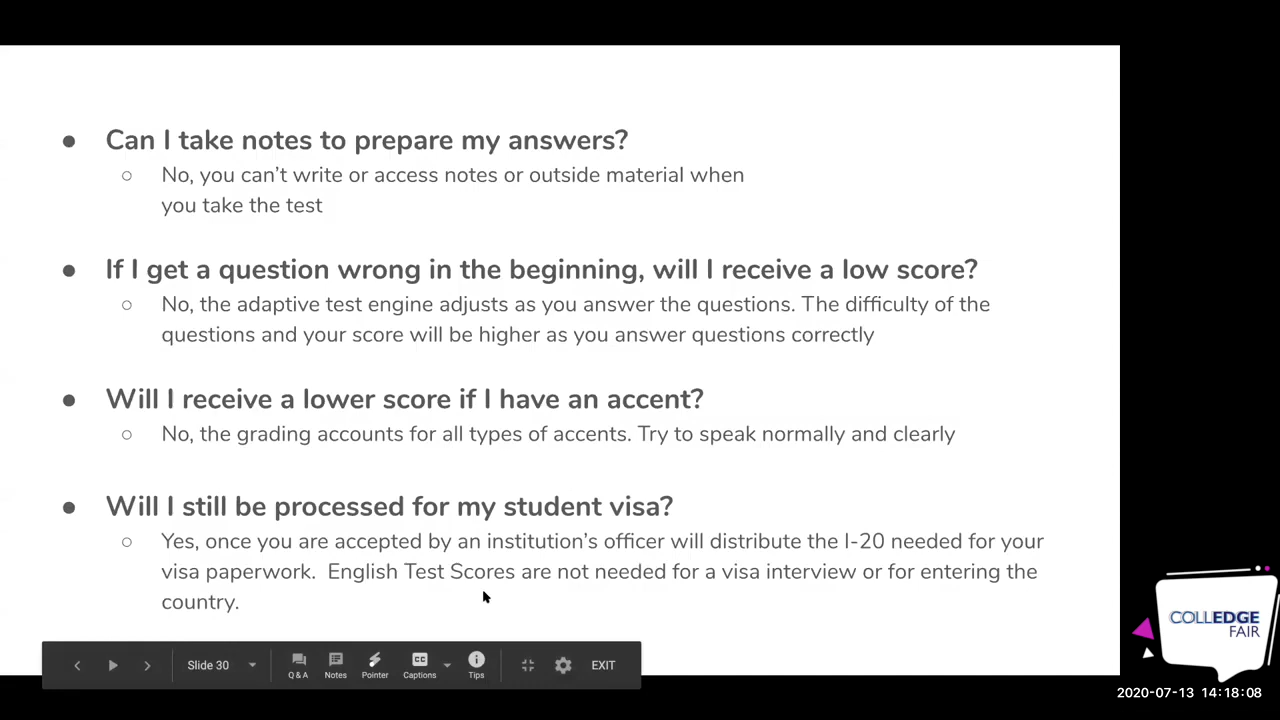 ● Can I take notes to prepare my answers?
○ No, you can't write or access notes or outside material when
you take the test
● If I get a question wrong in the beginning, will I receive a low score?
○ No, the adaptive test engine adjusts as you answer the questions. The difficulty of the
questions and your score will be higher as you answer questions correctly
● Will I receive a lower score if I have an accent?
○ No, the grading accounts for all types of accents. Try to speak normally and clearly
● Will I still be processed for my student visa?
○ Yes, once you are accepted by an institution's officer will distribute the I-20 needed for your
visa paperwork.  English Test Scores are not needed for a visa interview or for entering the
country.
Slide 30
Q & A
Notes
Pointer
CC
Captions
Tips
EXIT
COLLEDGE
FAIR
2020-07-13 14:18:08